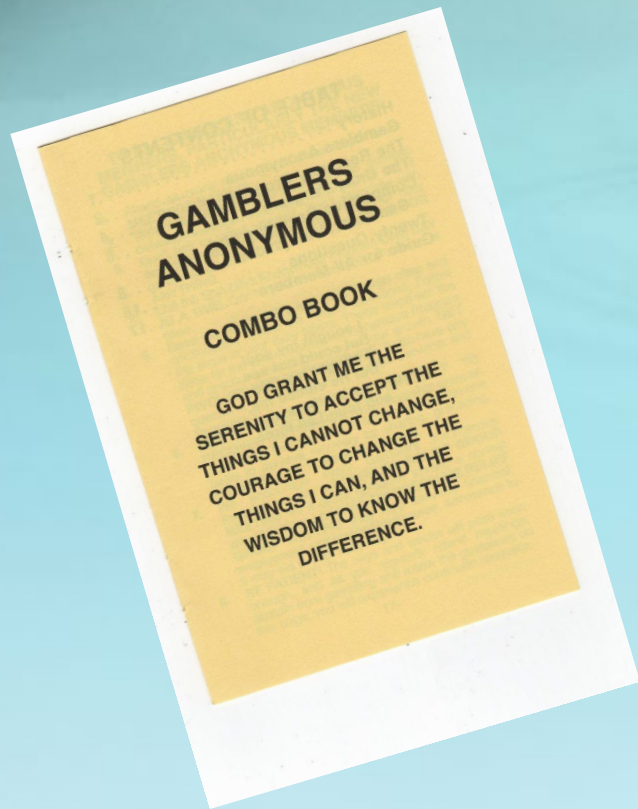 GAMBLERS
ANONYMOUS
COMBO BOOK
GOD GRANT ME THE
SERENITY TO ACCEPT THE
THINGS I CANNOT CHANGE,
COURAGE TO CHANGE THE
THINGS I CAN, AND THE
WISDOM TO KNOW THE
DIFFERENCE.